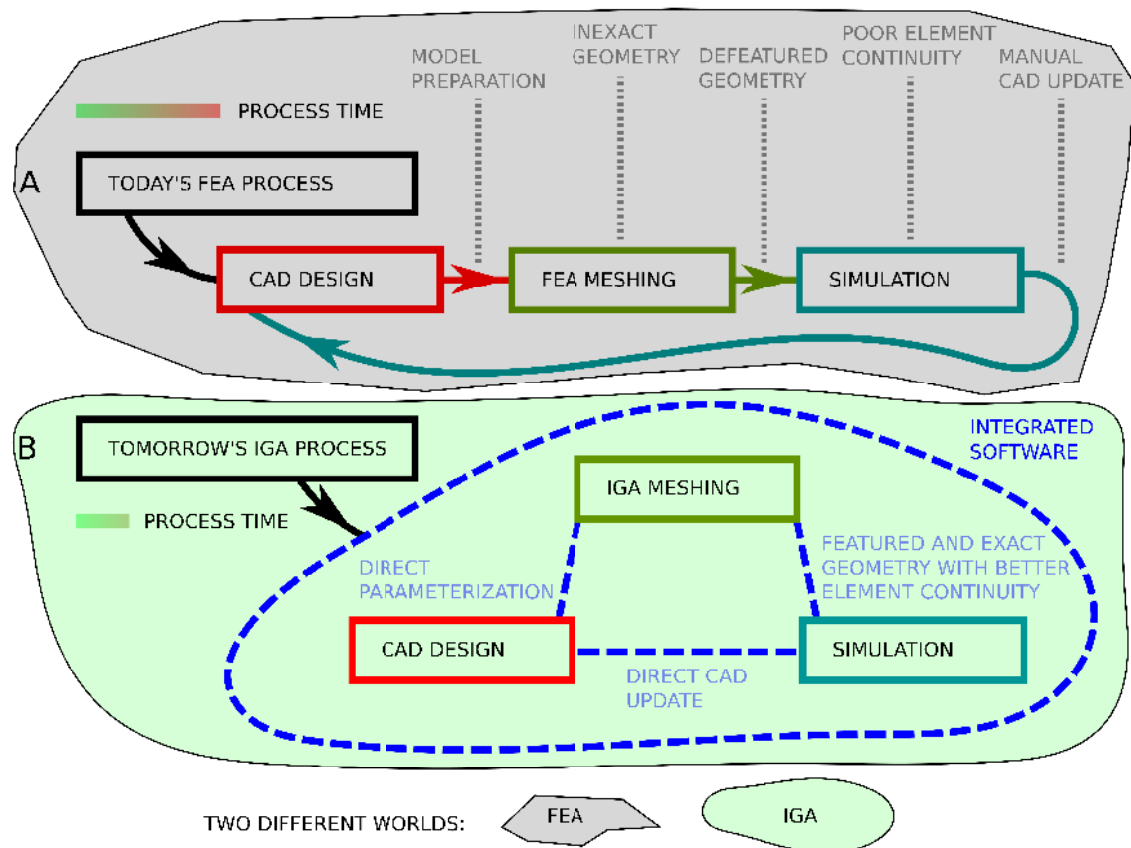 MODEL
PREPARATION
INEXACT
GEOMETRY
DEFEATURED
GEOMETRY
POOR ELEMENT
CONTINUITY
MANUAL
CAD UPDATE
PROCESS TIME
A
TODAY'S FEA PROCESS
CAD DESIGN
FEA MESHING
SIMULATION
B
TOMORROW'S IGA PROCESS
INTEGRATED
SOFTWARE
IGA MESHING
PROCESS TIME
DIRECT
PARAMETERIZATION
FEATURED AND EXACT
GEOMETRY WITH BETTER
ELEMENT CONTINUITY
CAD DESIGN
SIMULATION
DIRECT CAD
UPDATE
TWO DIFFERENT WORLDS:
FEA
IGA